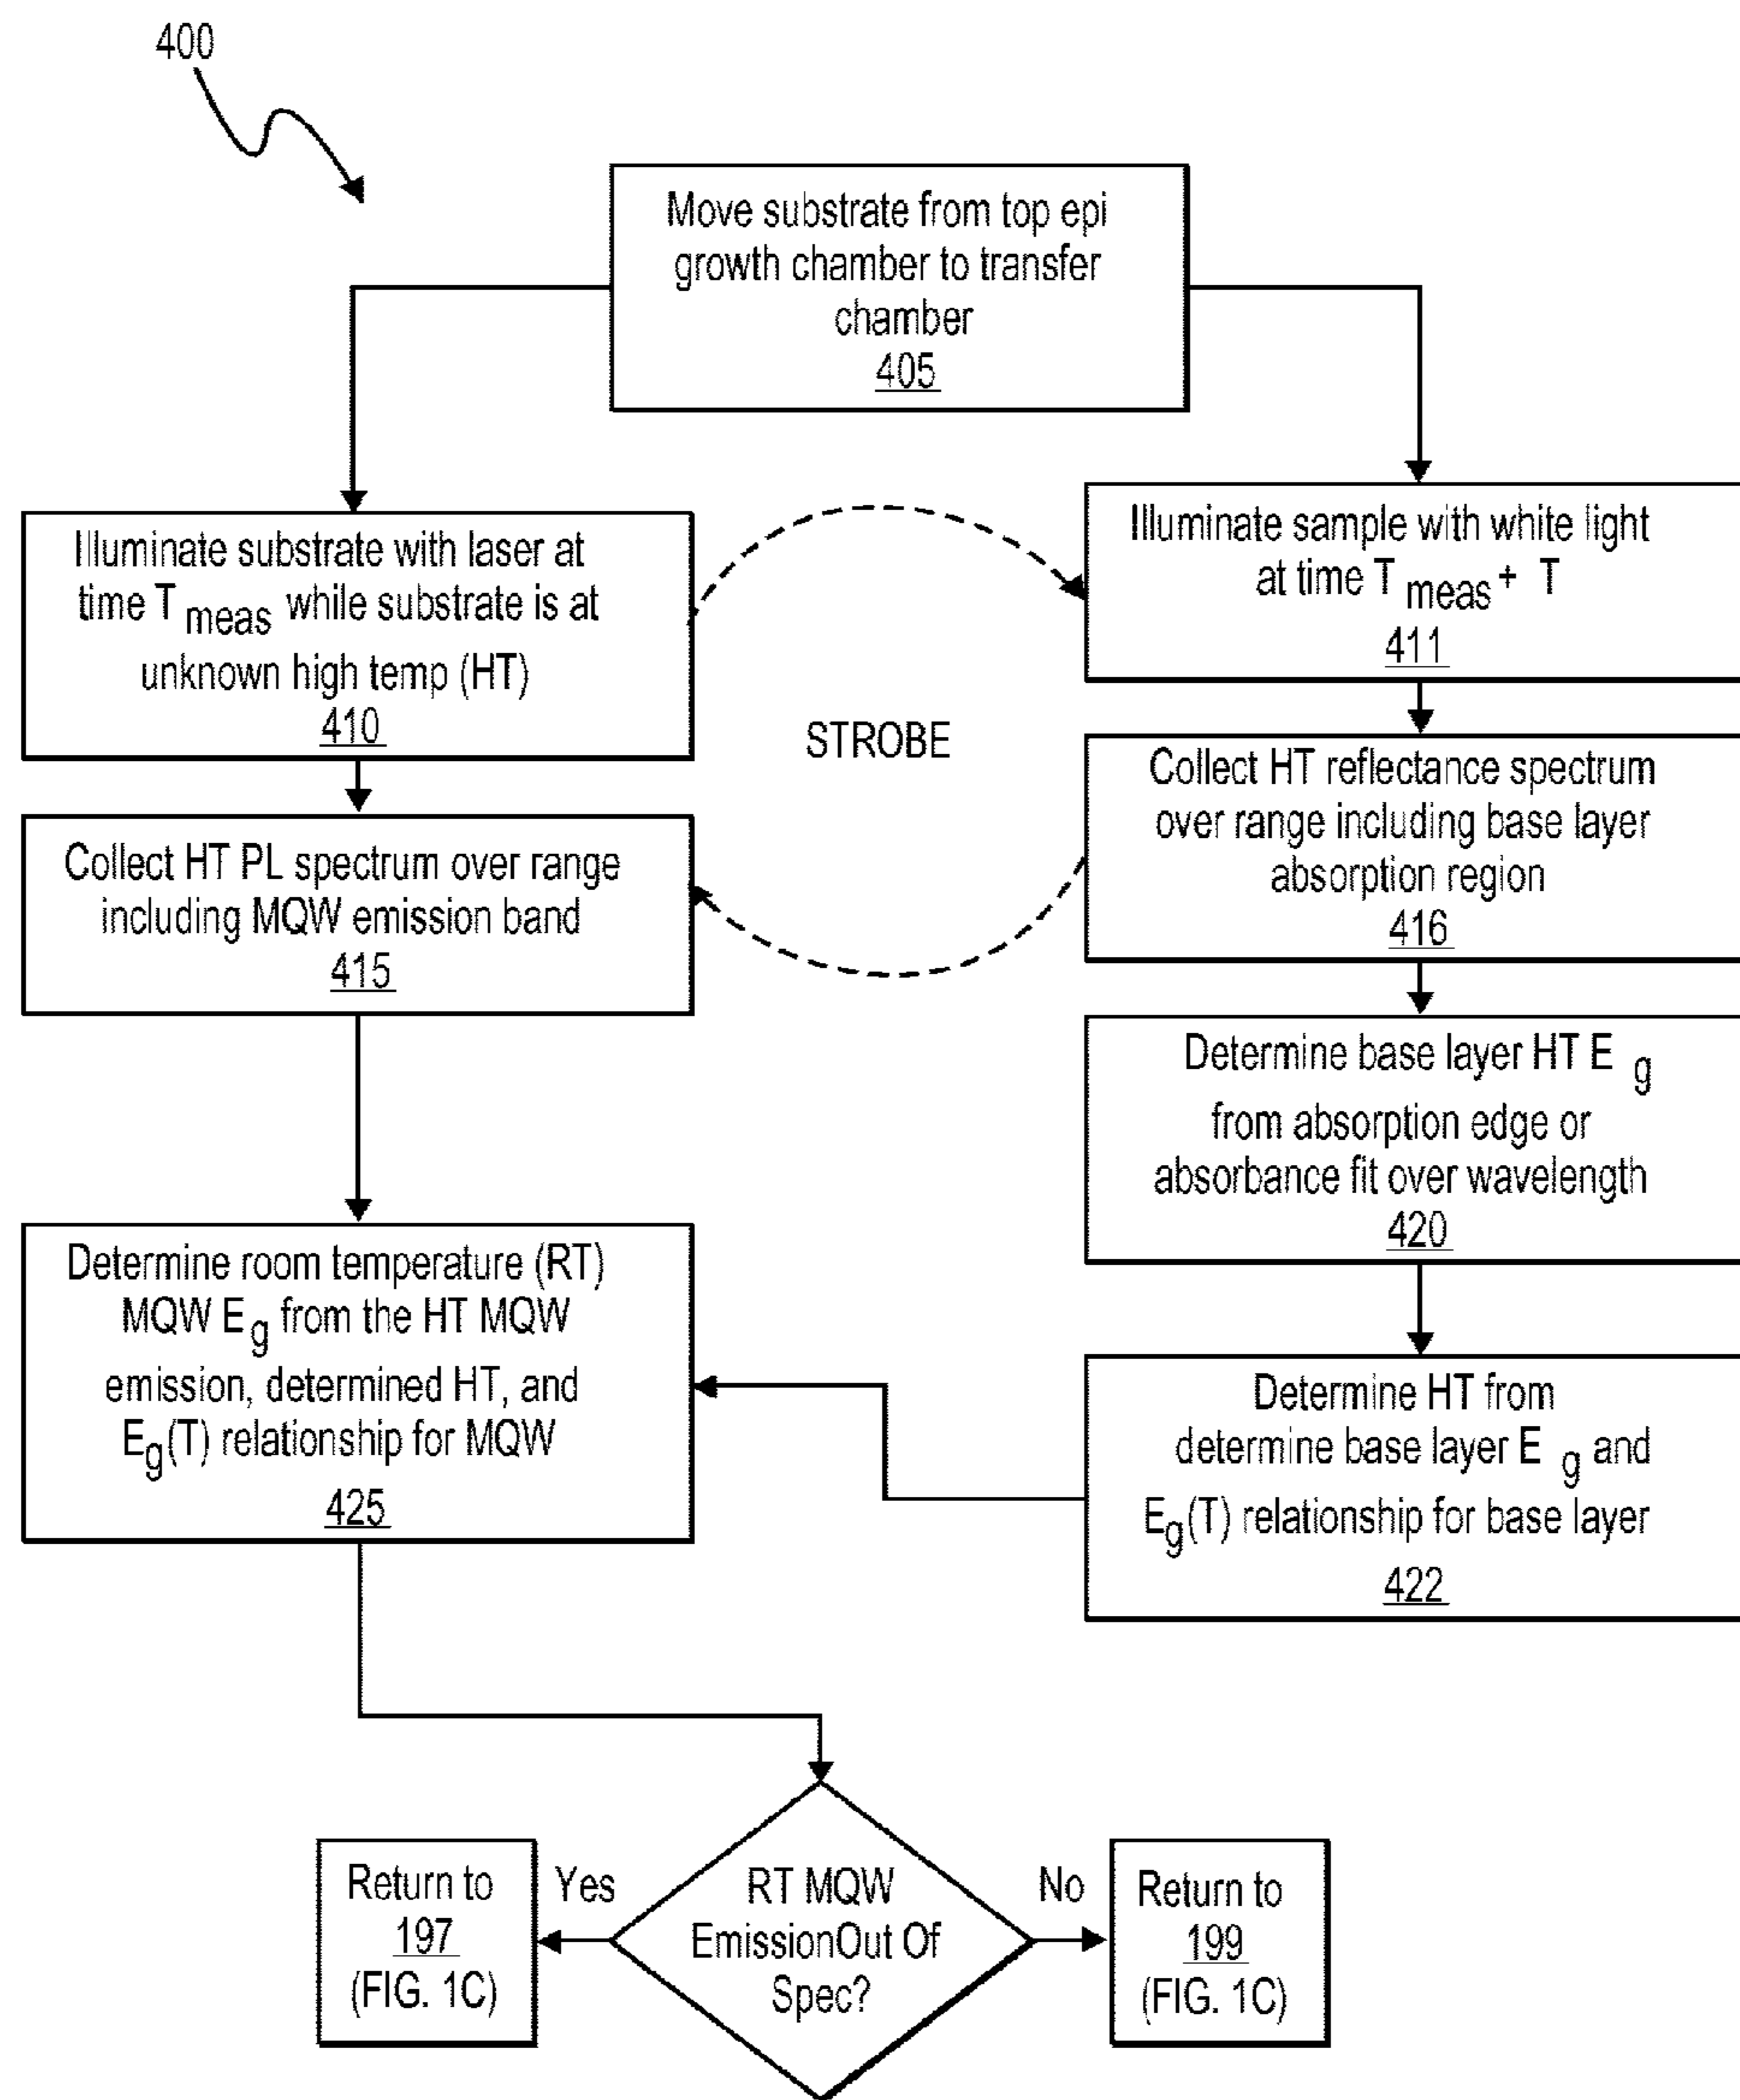 400
Move substrate from top epi
growth chamber to transfer
chamber
405
Illuminate substrate with laser at
time T meas while substrate is at
unknown high temp (HT)
410
Illuminate sample with white light
at time T meas + T
411
STROBE
Collect HT PL spectrum over range
including MQW emission band
415
Collect HT reflectance spectrum
over range including base layer
absorption region
416
Determine base layer HT E g
from absorption edge or
absorbance fit over wavelength
420
Determine room temperature (RT)
MQW Eg from the HT MQW
emission, determined HT, and
Eg(T) relationship for MQW
425
Determine HT from
determine base layer E g and
Eg(T) relationship for base layer
422
RT MQW
EmissionOut Of
Spec?
Yes
Return to
197
(FIG. 1C)
No
Return to
199
(FIG. 1C)